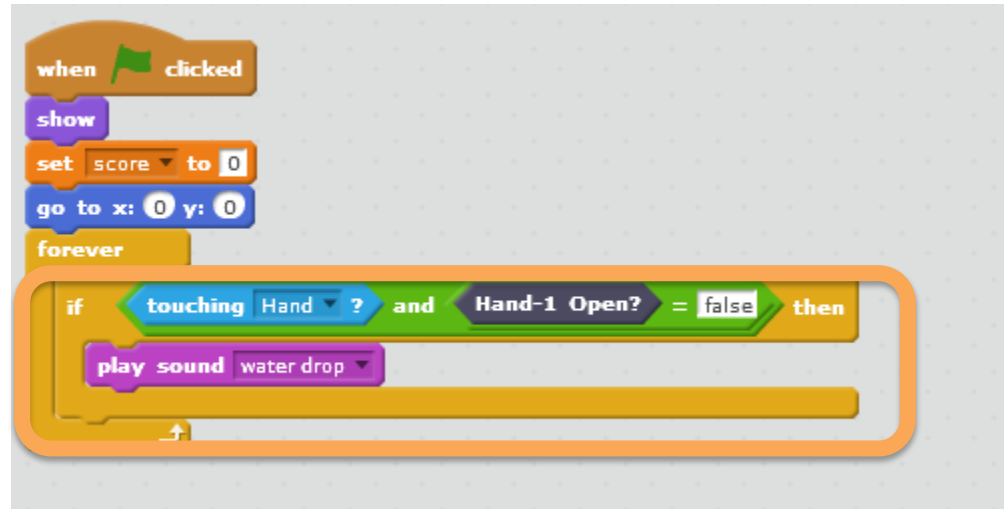 when clicked
show
set score to 0
go to x: 0 y: 0
forever
if touching Hand ? and Hand-1 Open? = false then
play sound water drop